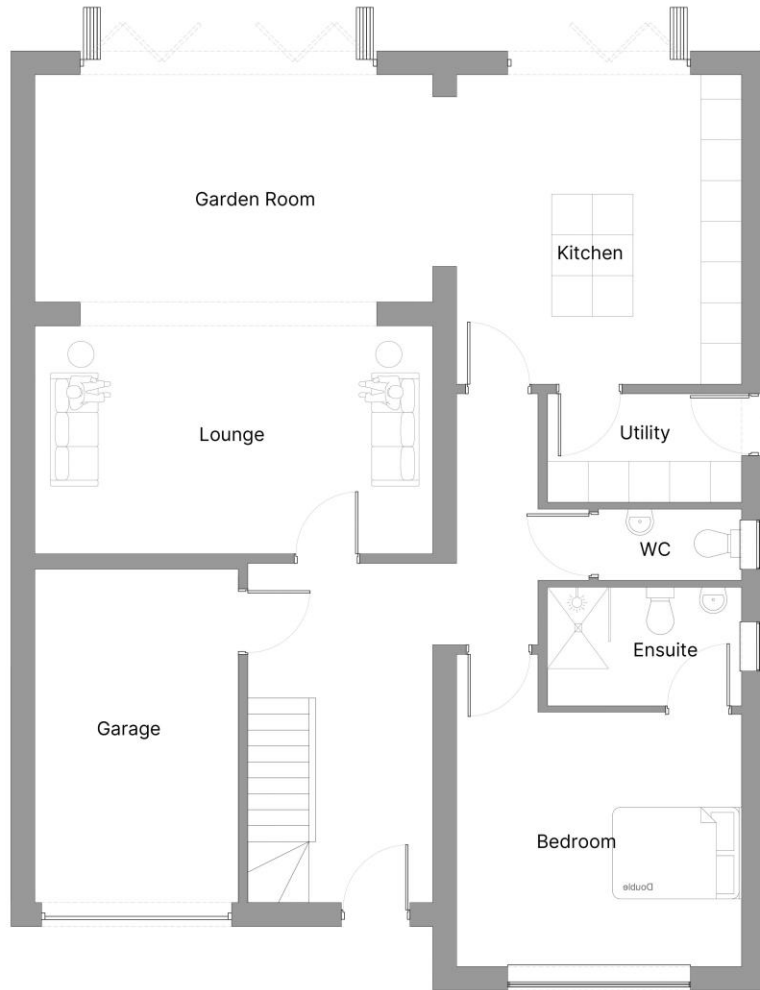 Garden Room
Kitchen
Lounge
Utility
WC
Ensuite
Garage
Bedroom
Double